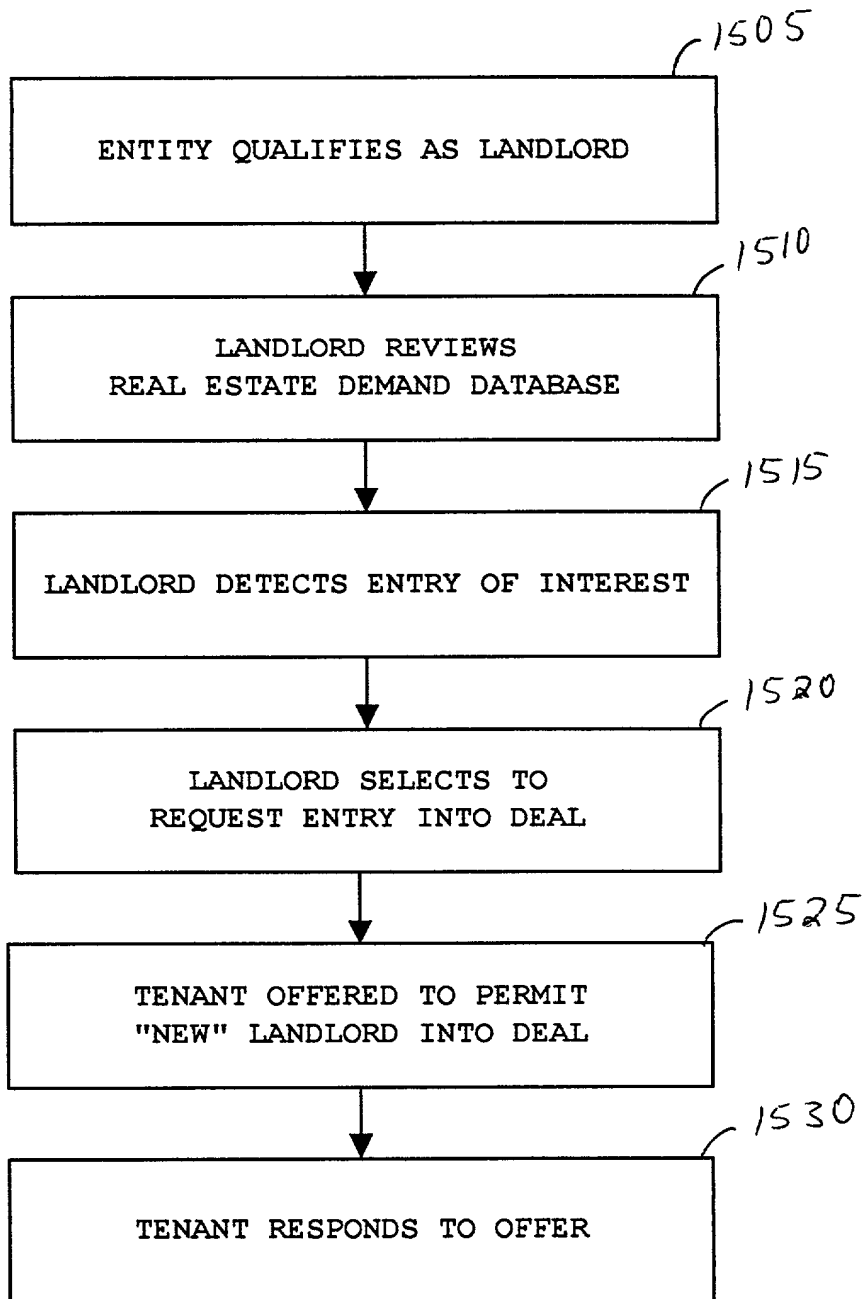 1505
ENTITY QUALIFIES AS LANDLORD
1510
LANDLORD REVIEWS
REAL ESTATE DEMAND DATABASE
1515
LANDLORD DETECTS ENTRY OF INTEREST
1520
LANDLORD SELECTS TO
REQUEST ENTRY INTO DEAL
1525
TENANT OFFERED TO PERMIT
"NEW" LANDLORD INTO DEAL
1530
TENANT RESPONDS TO OFFER